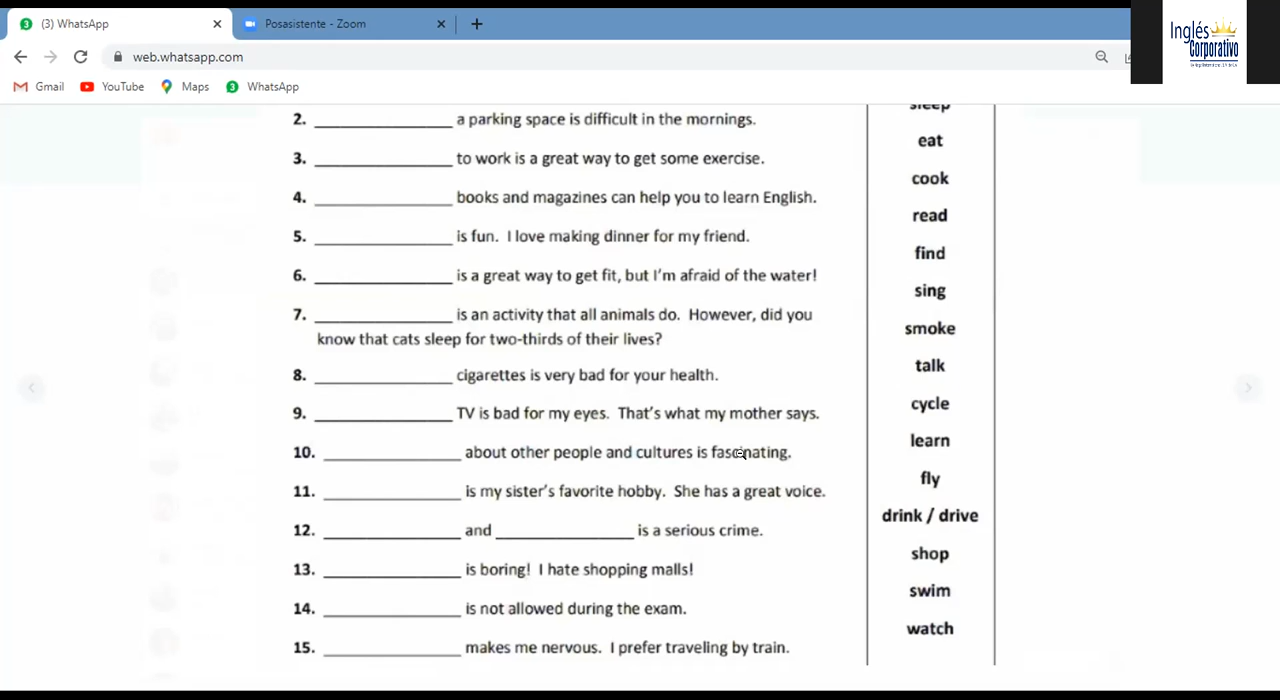 (3) WhatsApp
Posasistente - Zoom
Inglés
Corporativo
web.whatsapp.com
Gmail YouTube Maps WhatsApp
2. ________________ a parking space is difficult in the mornings.
3. ________________ to work is a great way to get some exercise.
4. ________________ books and magazines can help you to learn English.
5. ________________ is fun. I love making dinner for my friend.
6. ________________ is a great way to get fit, but I'm afraid of the water!
7. ________________ is an activity that all animals do. However, did you
know that cats sleep for two-thirds of their lives?
8. ________________ cigarettes is very bad for your health.
9. ________________ TV is bad for my eyes. That's what my mother says.
10. ________________ about other people and cultures is fascinating.
11. ________________ is my sister's favorite hobby. She has a great voice.
12. ________________ and ________________ is a serious crime.
13. ________________ is boring! I hate shopping malls!
14. ________________ is not allowed during the exam.
15. ________________ makes me nervous. I prefer traveling by train.
sleep
eat
cook
read
find
sing
smoke
talk
cycle
learn
fly
drink / drive
shop
swim
watch